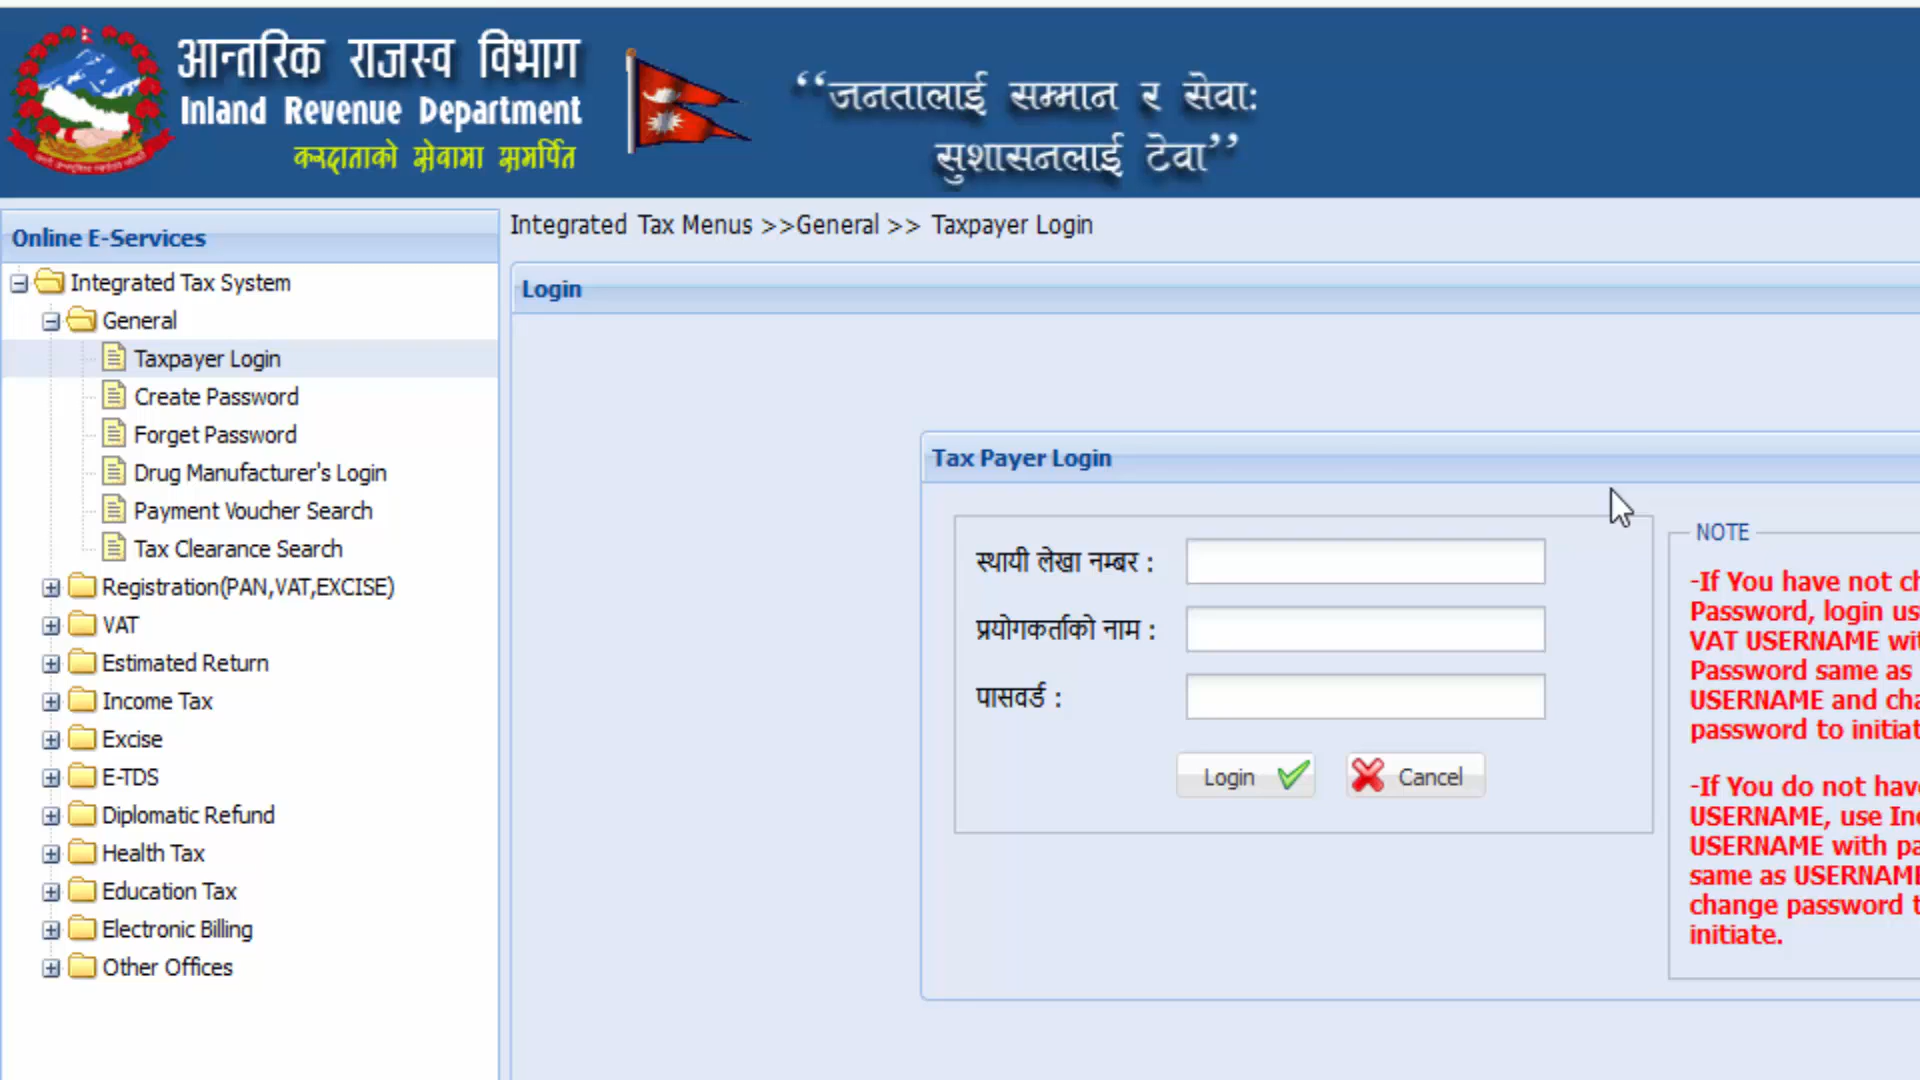 आन्तरिक राजस्व विभाग
Inland Revenue Department
करदाताको सेवामा समर्पित
“जनतालाई सम्मान र सेवाः
सुशासनलाई टेवा”
Online E-Services
Integrated Tax System
General
Taxpayer Login
Create Password
Forget Password
Drug Manufacturer's Login
Payment Voucher Search
Tax Clearance Search
Registration(PAN,VAT,EXCISE)
VAT
Estimated Return
Income Tax
Excise
E-TDS
Diplomatic Refund
Health Tax
Education Tax
Electronic Billing
Other Offices
Integrated Tax Menus >>General >> Taxpayer Login
Login
Tax Payer Login
स्थायी लेखा नम्बर :
प्रयोगकर्ताको नाम :
पासवर्ड :
Login
Cancel
NOTE
-If You have not
Password, login
VAT USERNAME
Password same as
USERNAME and
password to
-If You do not
USERNAME, use
USERNAME with
same as USERNAME
change password
initiate.